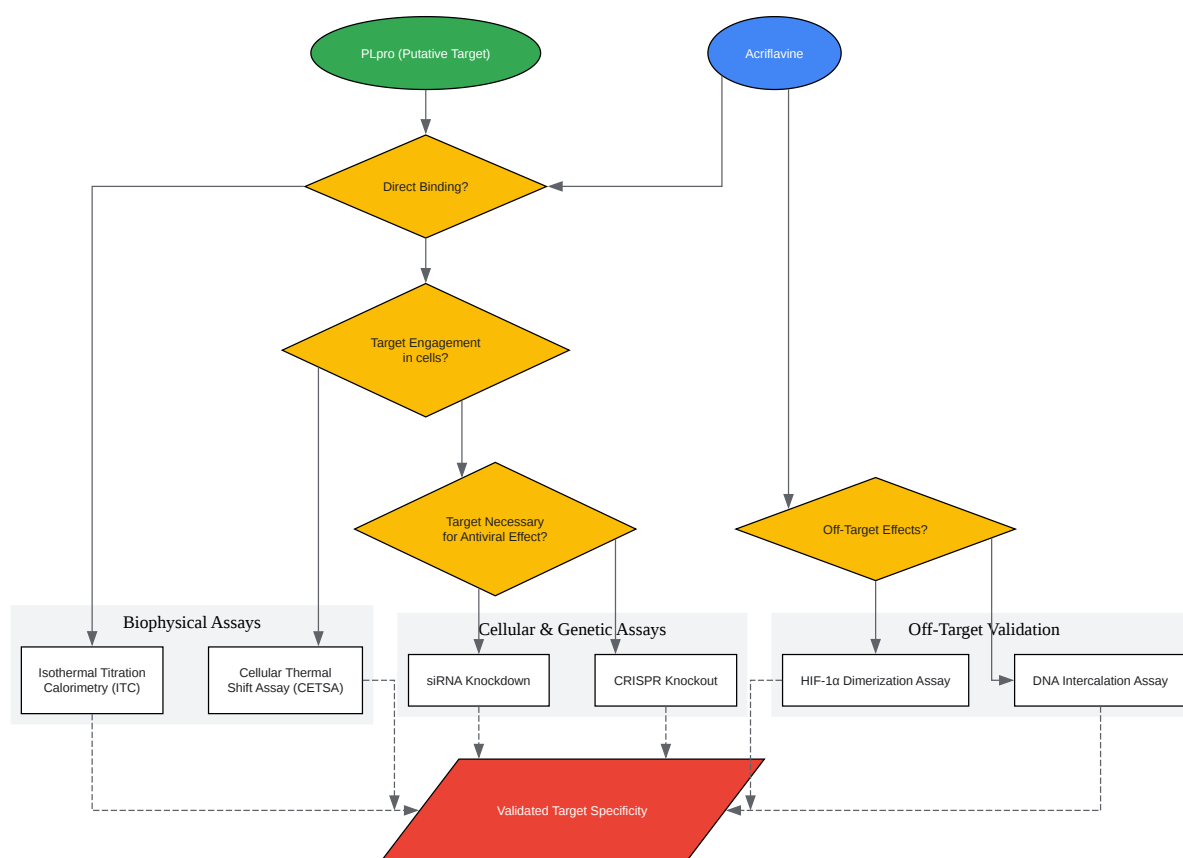 PLpro (Putative Target)
Acriflavine
Direct Binding?
Target Engagement
in cells?
Target Necessary
for Antiviral Effect?
Off-Target Effects?
Biophysical Assays
Cellular & Genetic Assays
Off-Target Validation
Isothermal Titration
Calorimetry (ITC)
Cellular Thermal
Shift Assay (CETSA)
siRNA Knockdown
CRISPR Knockout
HIF-1α Dimerization Assay
DNA Intercalation Assay
Validated Target Specificity